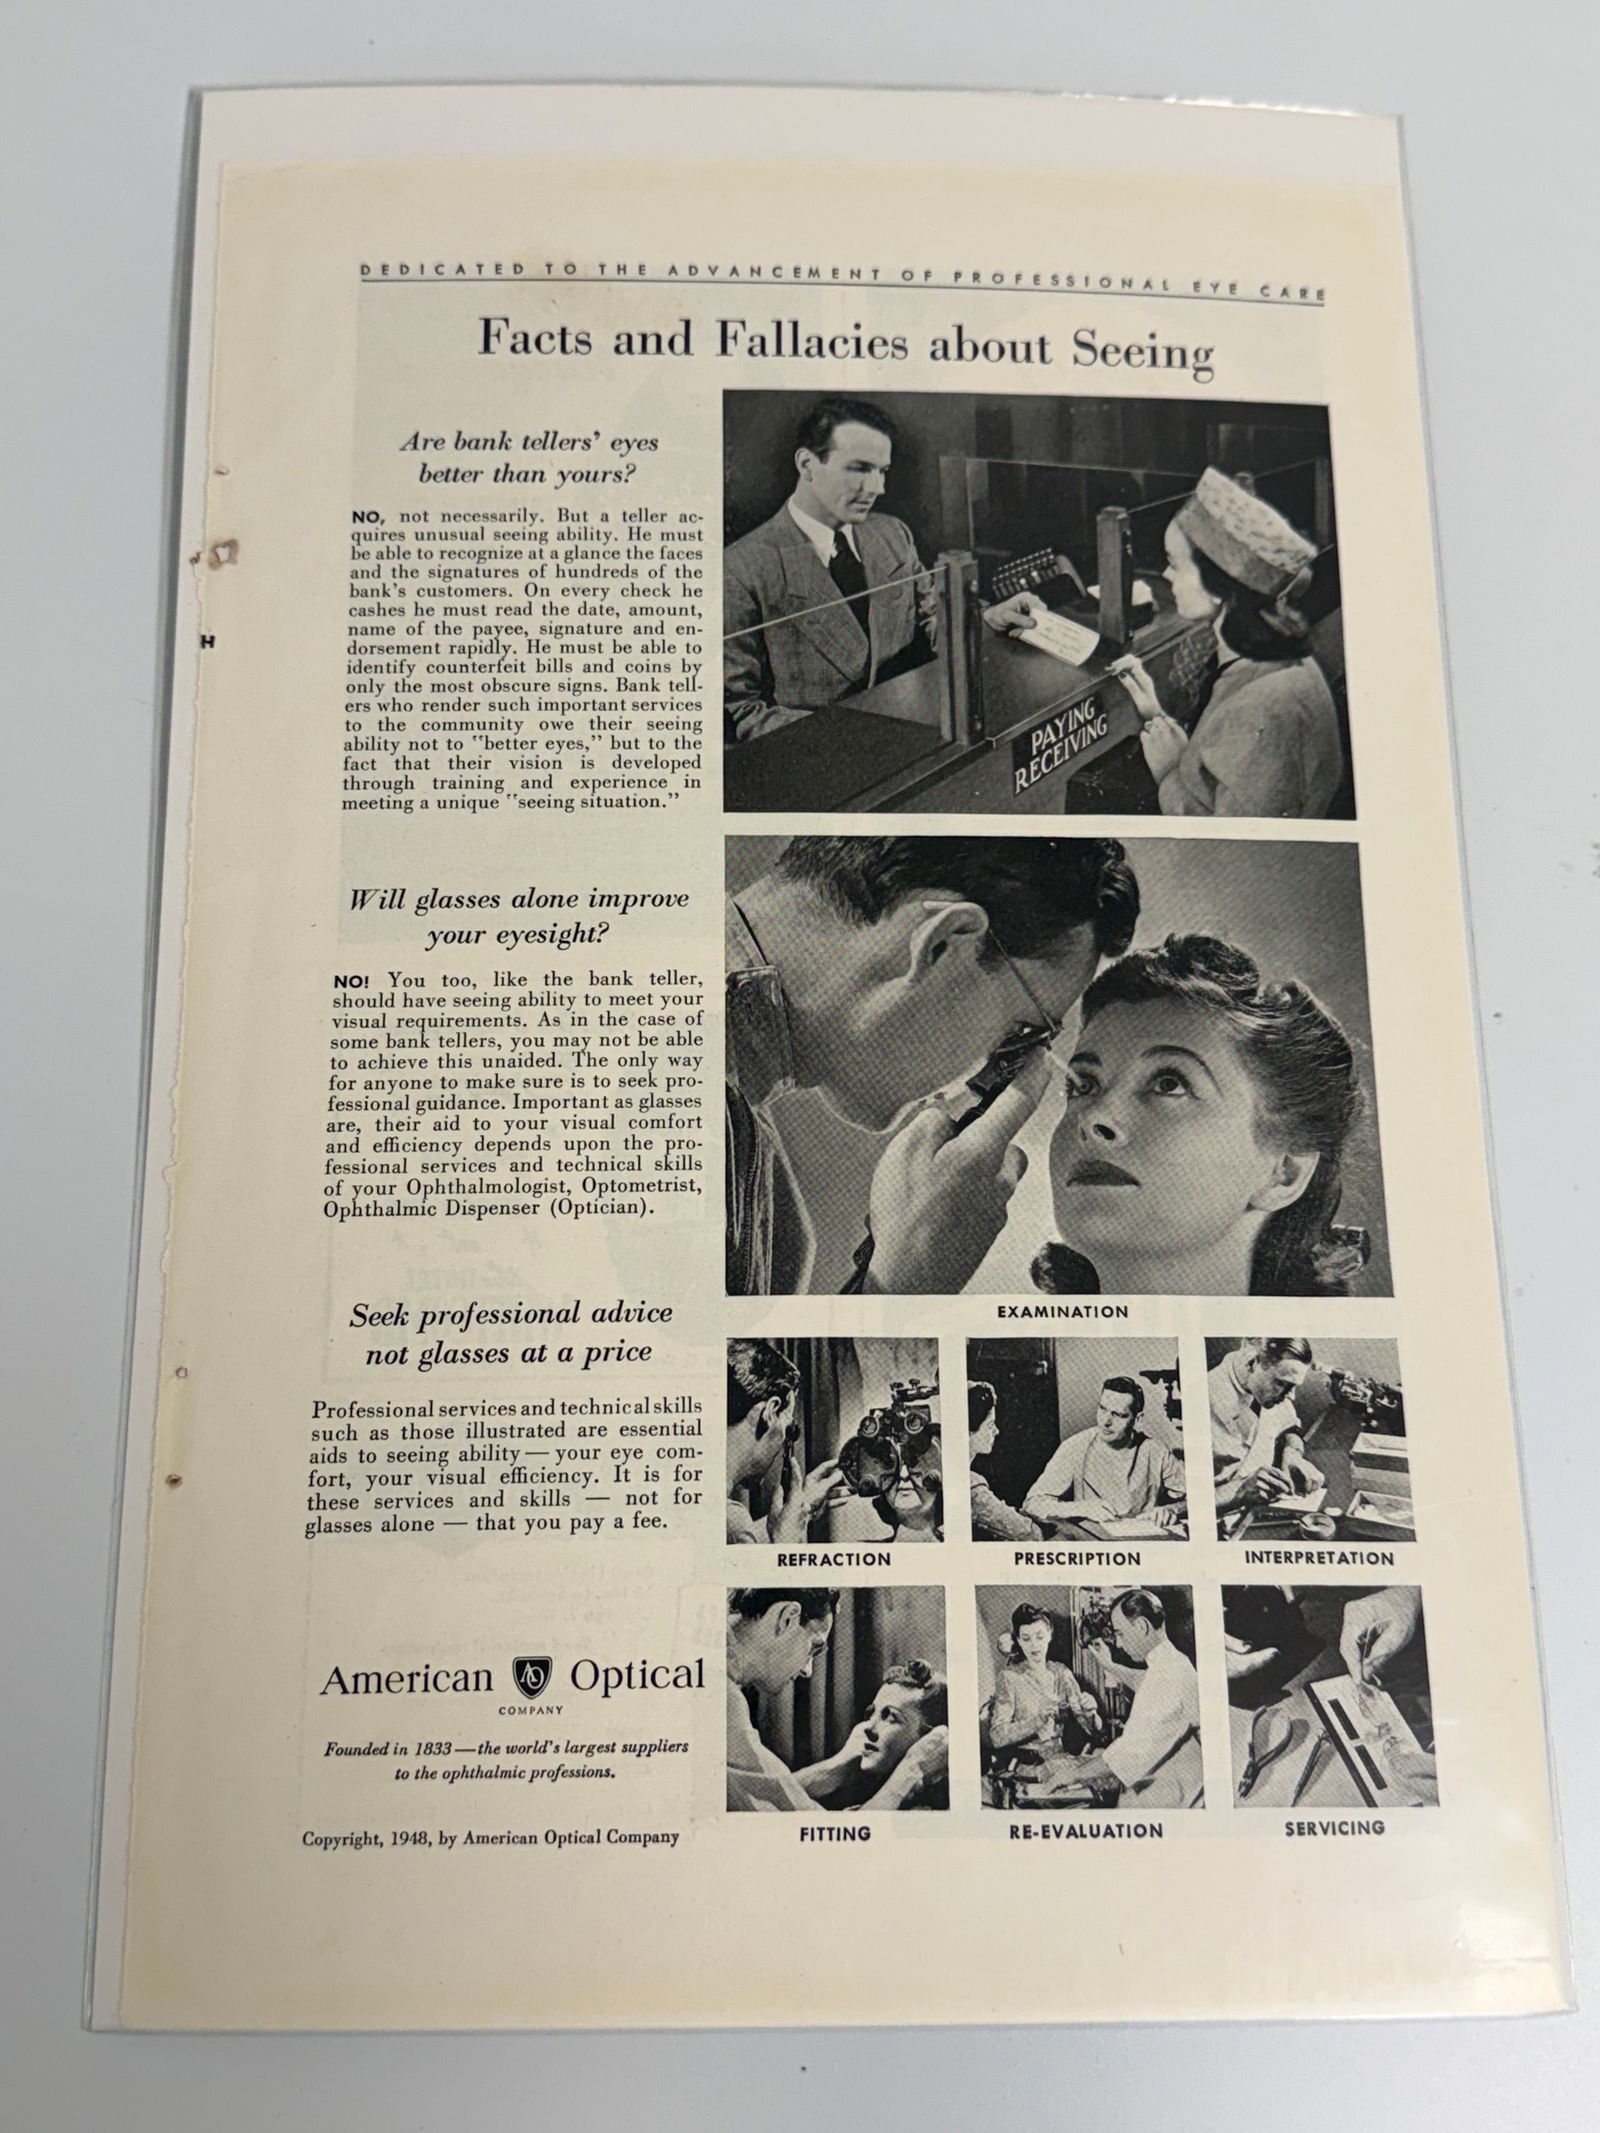 DEDICATED TO THE ADVANCEMENT OF PROFESSIONAL EYE CARE
Facts and Fallacies about Seeing
Are bank tellers' eyes
better than yours?
NO, not necessarily. But a teller ac-
quires unusual seeing ability. He must
be able to recognize at a glance the faces
and the signatures of hundreds of the
bank's customers. On every check he
cashes he must read the date, amount,
name of the payee, signature and en-
dorsement rapidly. He must be able to
identify counterfeit bills and coins by
only the most obscure signs. Bank tell-
ers who render such important services
to the community owe their seeing
ability not to "better eyes," but to the
fact that their vision is developed
through training and experience in
meeting a unique "seeing situation."
H
PAYING
RECEIVING
Will glasses alone improve
your eyesight?
NO! You too, like the bank teller,
should have seeing ability to meet your
visual requirements. As in the case of
some bank tellers, you may not be able
to achieve this unaided. The only way
for anyone to make sure is to seek pro-
fessional guidance. Important as glasses
are, their aid to your visual comfort
and efficiency depends upon the pro-
fessional services and technical skills
of your Ophthalmologist, Optometrist,
Ophthalmic Dispenser (Optician).
EXAMINATION
Seek professional advice
not glasses at a price
Professional services and technical skills
such as those illustrated are essential
aids to seeing ability — your eye com-
fort, your visual efficiency. It is for
these services and skills — not for
glasses alone — that you pay a fee.
REFRACTION
PRESCRIPTION
INTERPRETATION
American AO Optical
COMPANY
Founded in 1833 — the world's largest suppliers
to the ophthalmic professions.
Copyright, 1948, by American Optical Company
FITTING
RE-EVALUATION
SERVICING